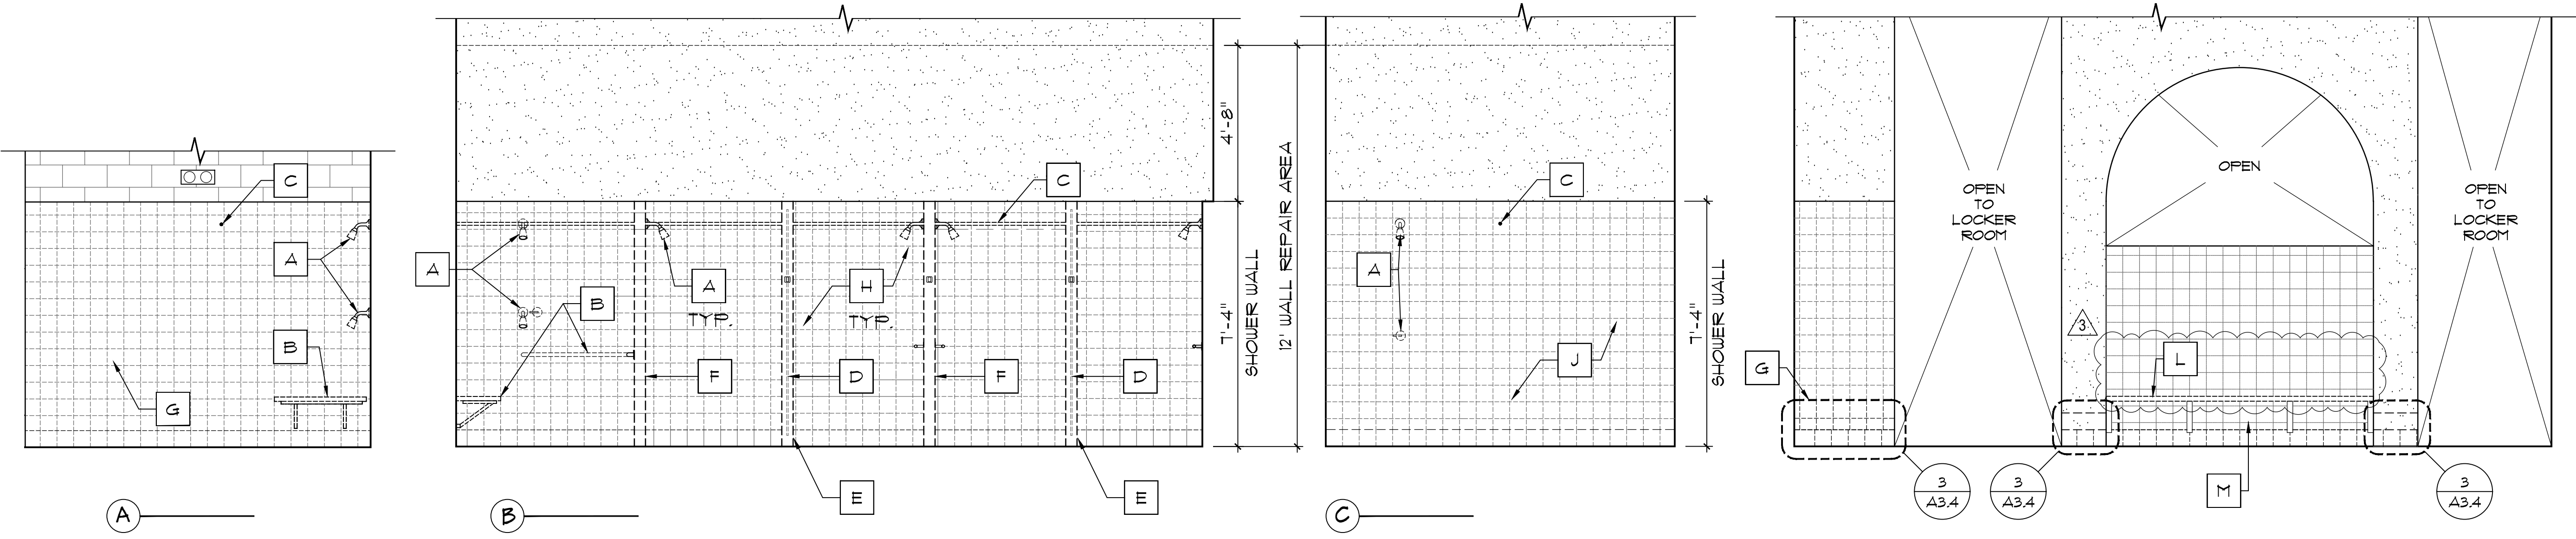 C
A
B
G
A
A
B
A
TYP.
H
TYP.
C
F
D
F
D
E
E
B
4'-8"
7'-4"
SHOWER WALL
12' WALL REPAIR AREA
C
A
J
C
7'-4"
SHOWER WALL
G
OPEN
TO
LOCKER
ROOM
OPEN
OPEN
TO
LOCKER
ROOM
3
L
M
3
A3.4
3
A3.4
3
A3.4